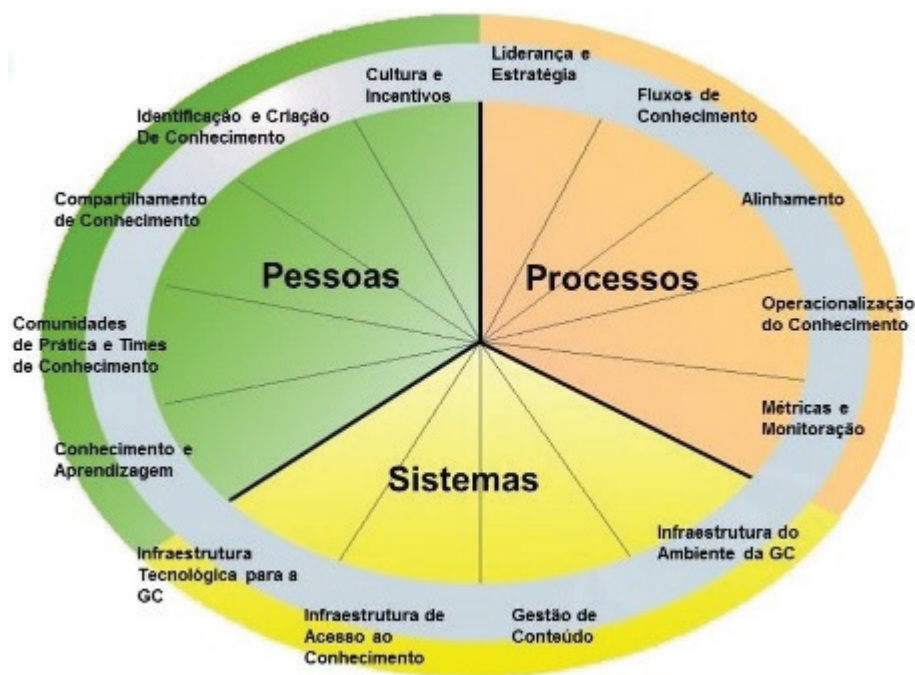 Cultura e
Incentivos
Liderança e
Estratégia
Fluxos de
Conhecimento
Identificação e Criação
De Conhecimento
Compartilhamento
de Conhecimento
Alinhamento
Pessoas
Processos
Comunidades
de Prática e Times
de Conhecimento
Operacionalização
do Conhecimento
Métricas e
Monitoração
Conhecimento e
Aprendizagem
Sistemas
Infraestrutura do
Ambiente da GC
Infraestrutura
Tecnológica para a
GC
Infraestrutura de
Acesso ao
Conhecimento
Gestão de
Conteúdo